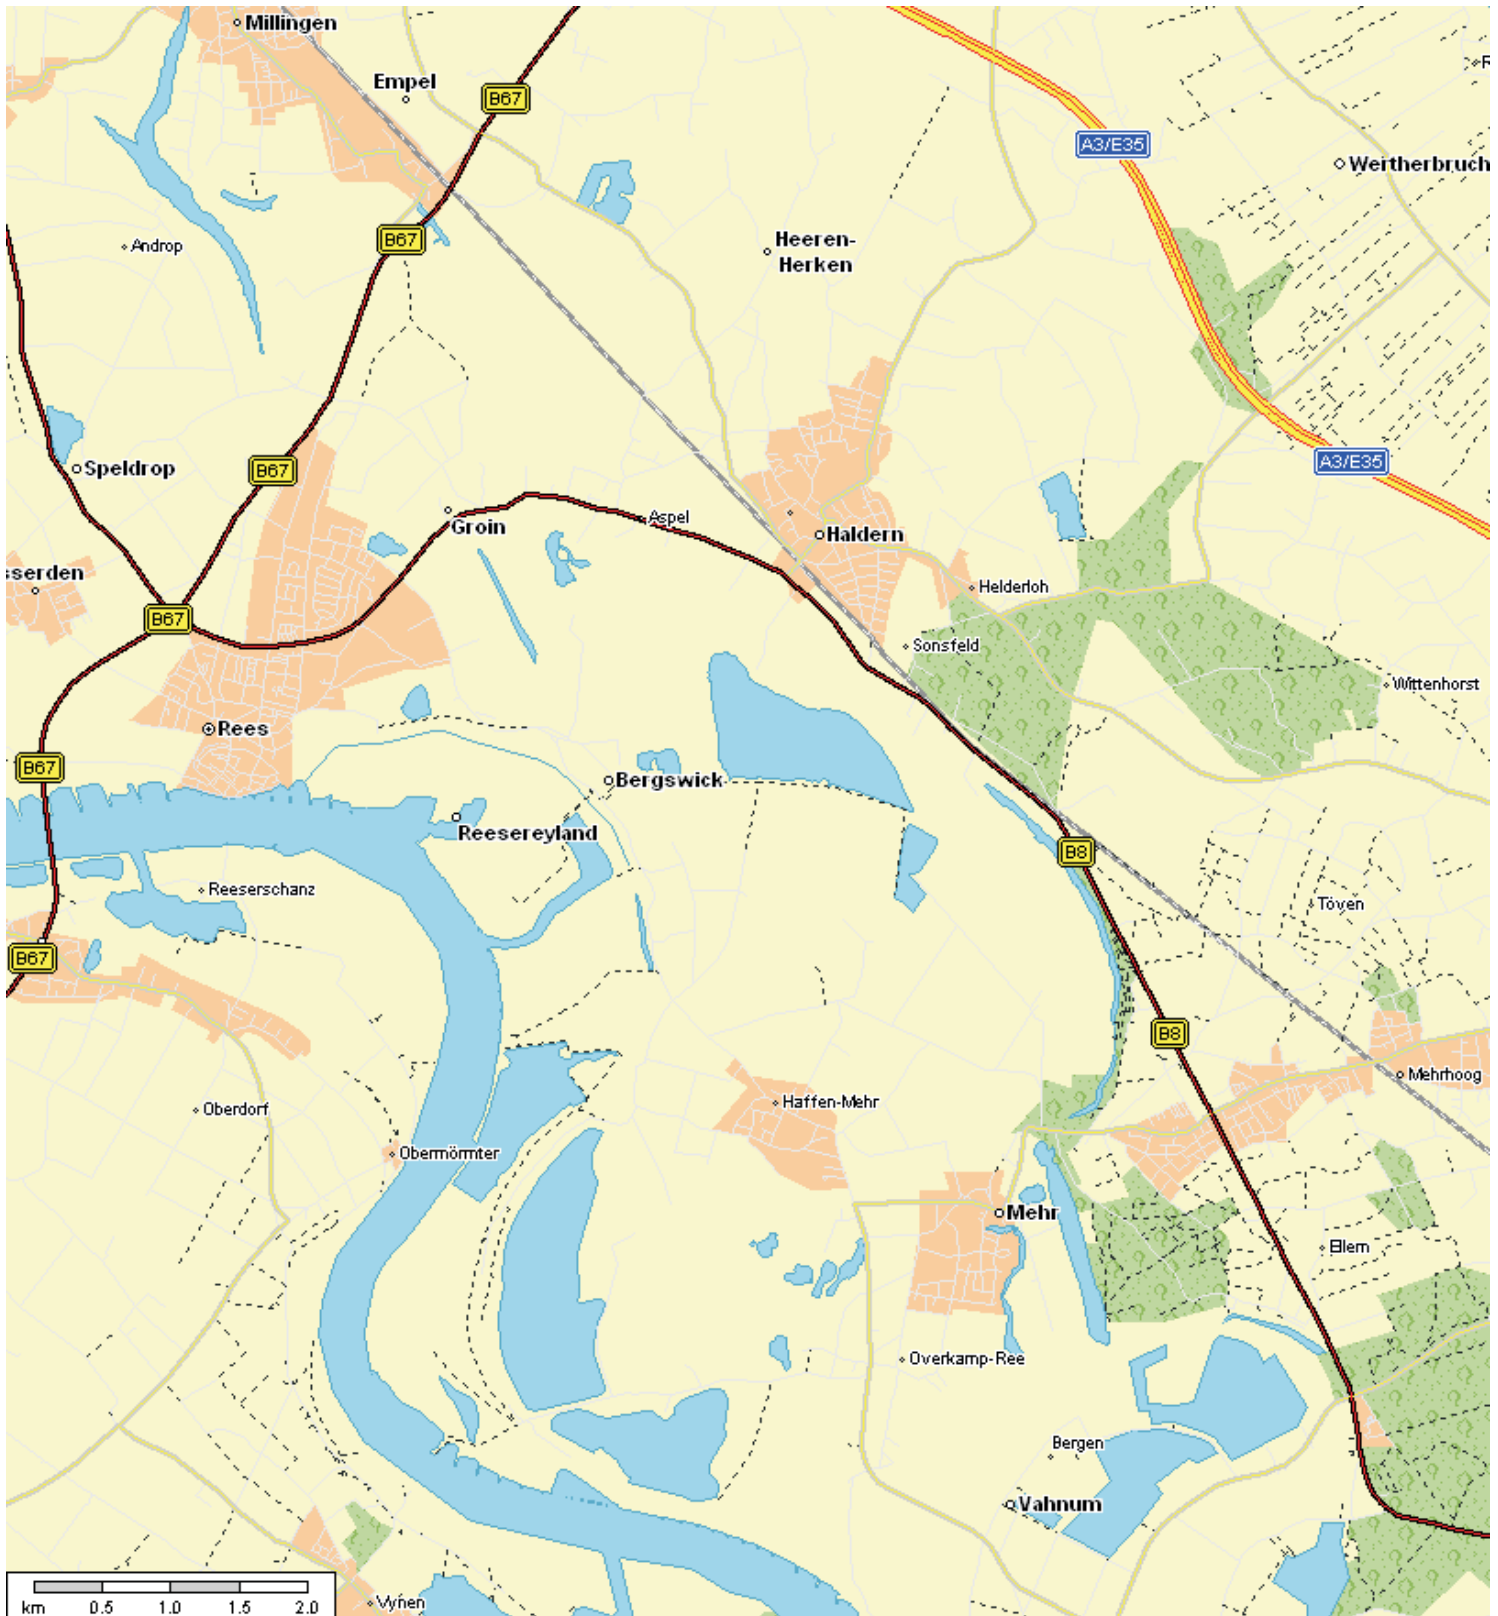 Millingen
Empel
B67
A3/E35
Wertherbruch
R
B67
Androp
Heeren-
Herken
Speldrop
B67
A3/E35
Groin
Aspel
Haldern
sserden
Helderloh
B67
Sonsfeld
Wittenhorst
Rees
B67
Bergswick
Reesereyland
B8
Reeserschanz
Töven
B67
B8
Mehrhoog
Haffen-Mehr
Oberdorf
Obermörmter
Mehr
Ellern
Overkamp-Ree
Bergen
Vahnum
Vynen
km 0.5 1.0 1.5 2.0